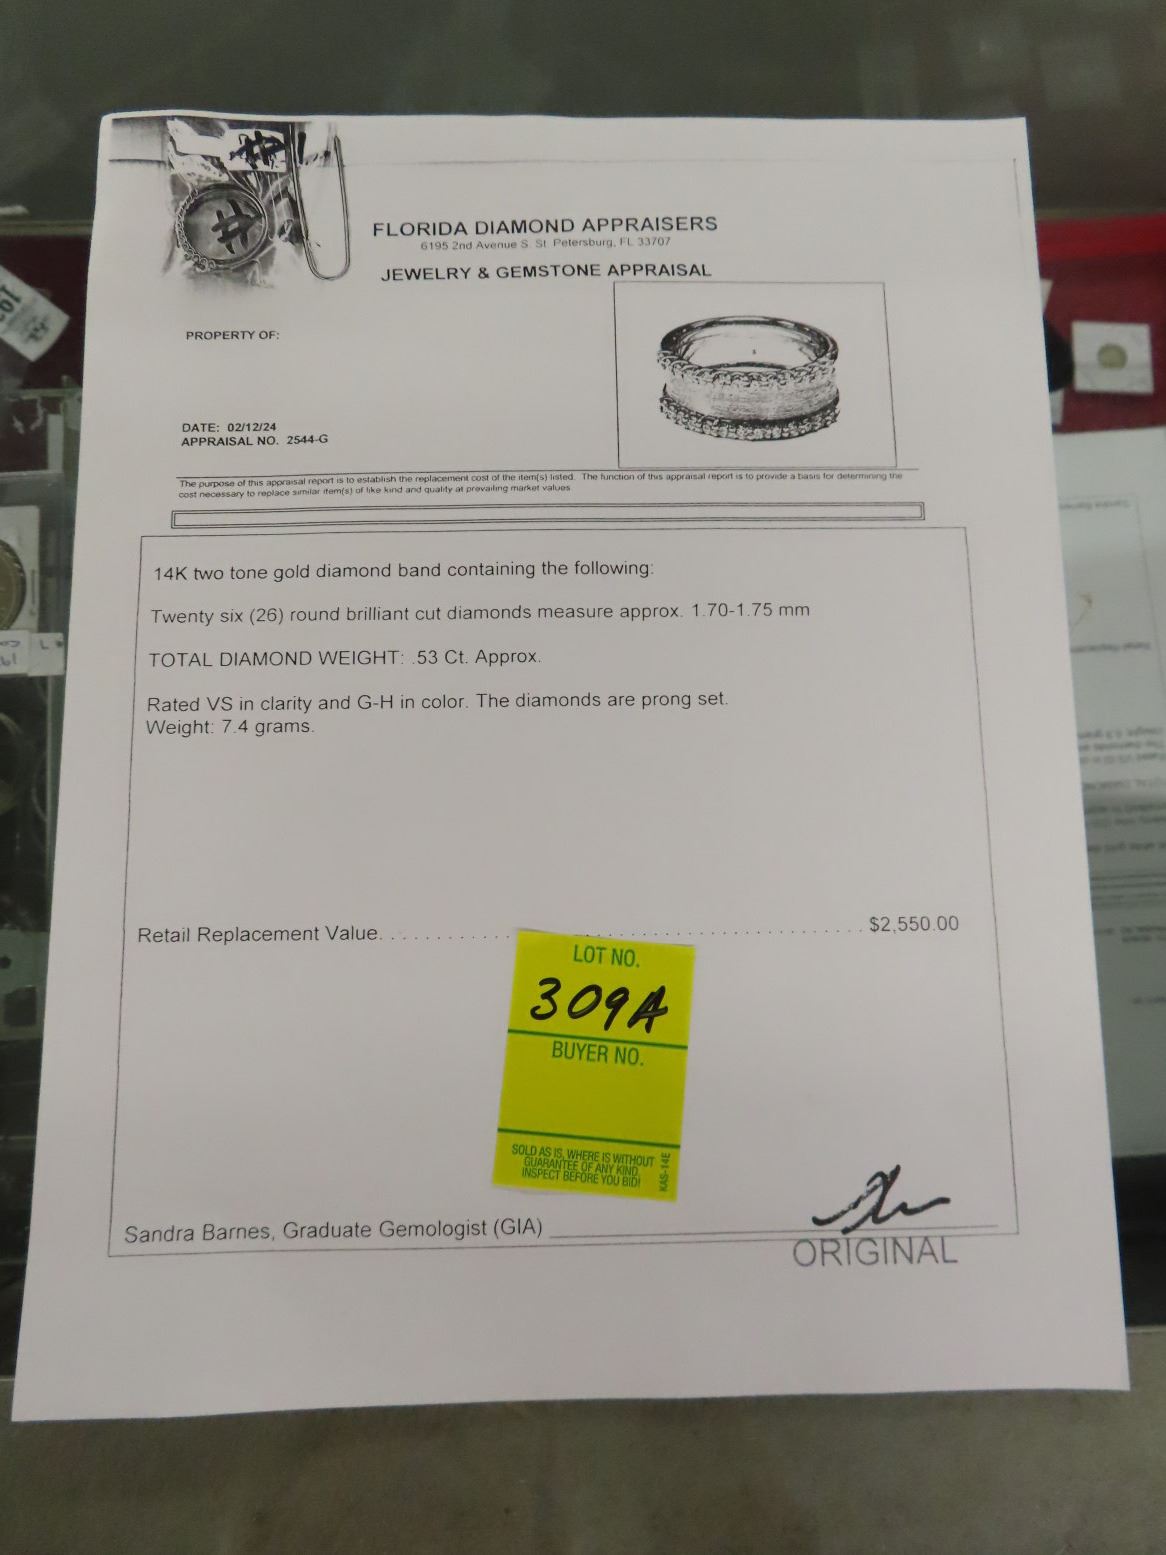 #1
#
FLORIDA DIAMOND APPRAISERS
6195 2nd Avenue S. St. Petersburg, FL 33707
JEWELRY & GEMSTONE APPRAISAL
PROPERTY OF:
DATE: 02/12/24
APPRAISAL NO. 2544-G
The purpose of this appraisal report is to establish the replacement cost of the item(s) listed. The function of this appraisal report is to provide a basis for determining the
cost necessary to replace similar item(s) of like kind and quality at prevailing market values.
14K two tone gold diamond band containing the following:
Twenty six (26) round brilliant cut diamonds measure approx. 1.70-1.75 mm
TOTAL DIAMOND WEIGHT: .53 Ct. Approx.
Rated VS in clarity and G-H in color. The diamonds are prong set.
Weight: 7.4 grams.
Retail Replacement Value. . . . . . . . . . . . . . . . . . . . . . . . . . . . . . . . $2,550.00
LOT NO.
309A
BUYER NO.
SOLD AS IS, WHERE IS WITHOUT
GUARANTEE OF ANY KIND.
INSPECT BEFORE YOU BID!
KAS-14E
Sandra Barnes, Graduate Gemologist (GIA)
ORIGINAL